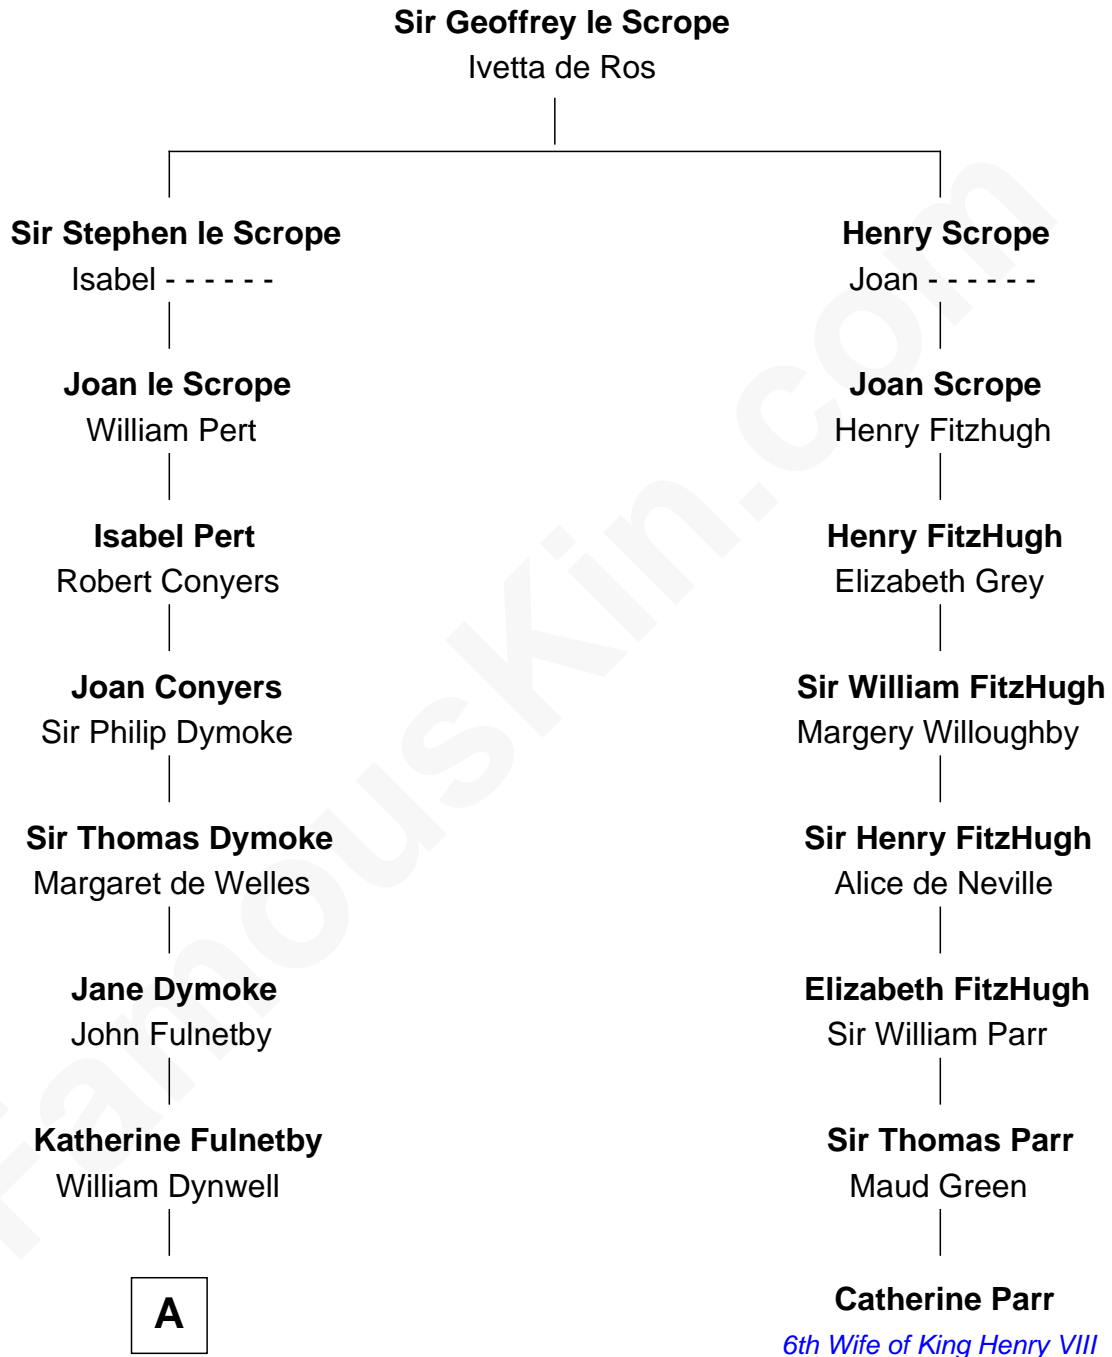 Sir Geoffrey le Scrope
Ivetta de Ros
Sir Stephen le Scrope
Isabel - - - - - -
Joan le Scrope
William Pert
Isabel Pert
Robert Conyers
Joan Conyers
Sir Philip Dymoke
Sir Thomas Dymoke
Margaret de Welles
Jane Dymoke
John Fulnetby
Katherine Fulnetby
William Dynwell
A
Henry Scrope
Joan - - - - - -
Joan Scrope
Henry Fitzhugh
Henry FitzHugh
Elizabeth Grey
Sir William FitzHugh
Margery Willoughby
Sir Henry FitzHugh
Alice de Neville
Elizabeth FitzHugh
Sir William Parr
Sir Thomas Parr
Maud Green
Catherine Parr
6th Wife of King Henry VIII
FamousKin.com